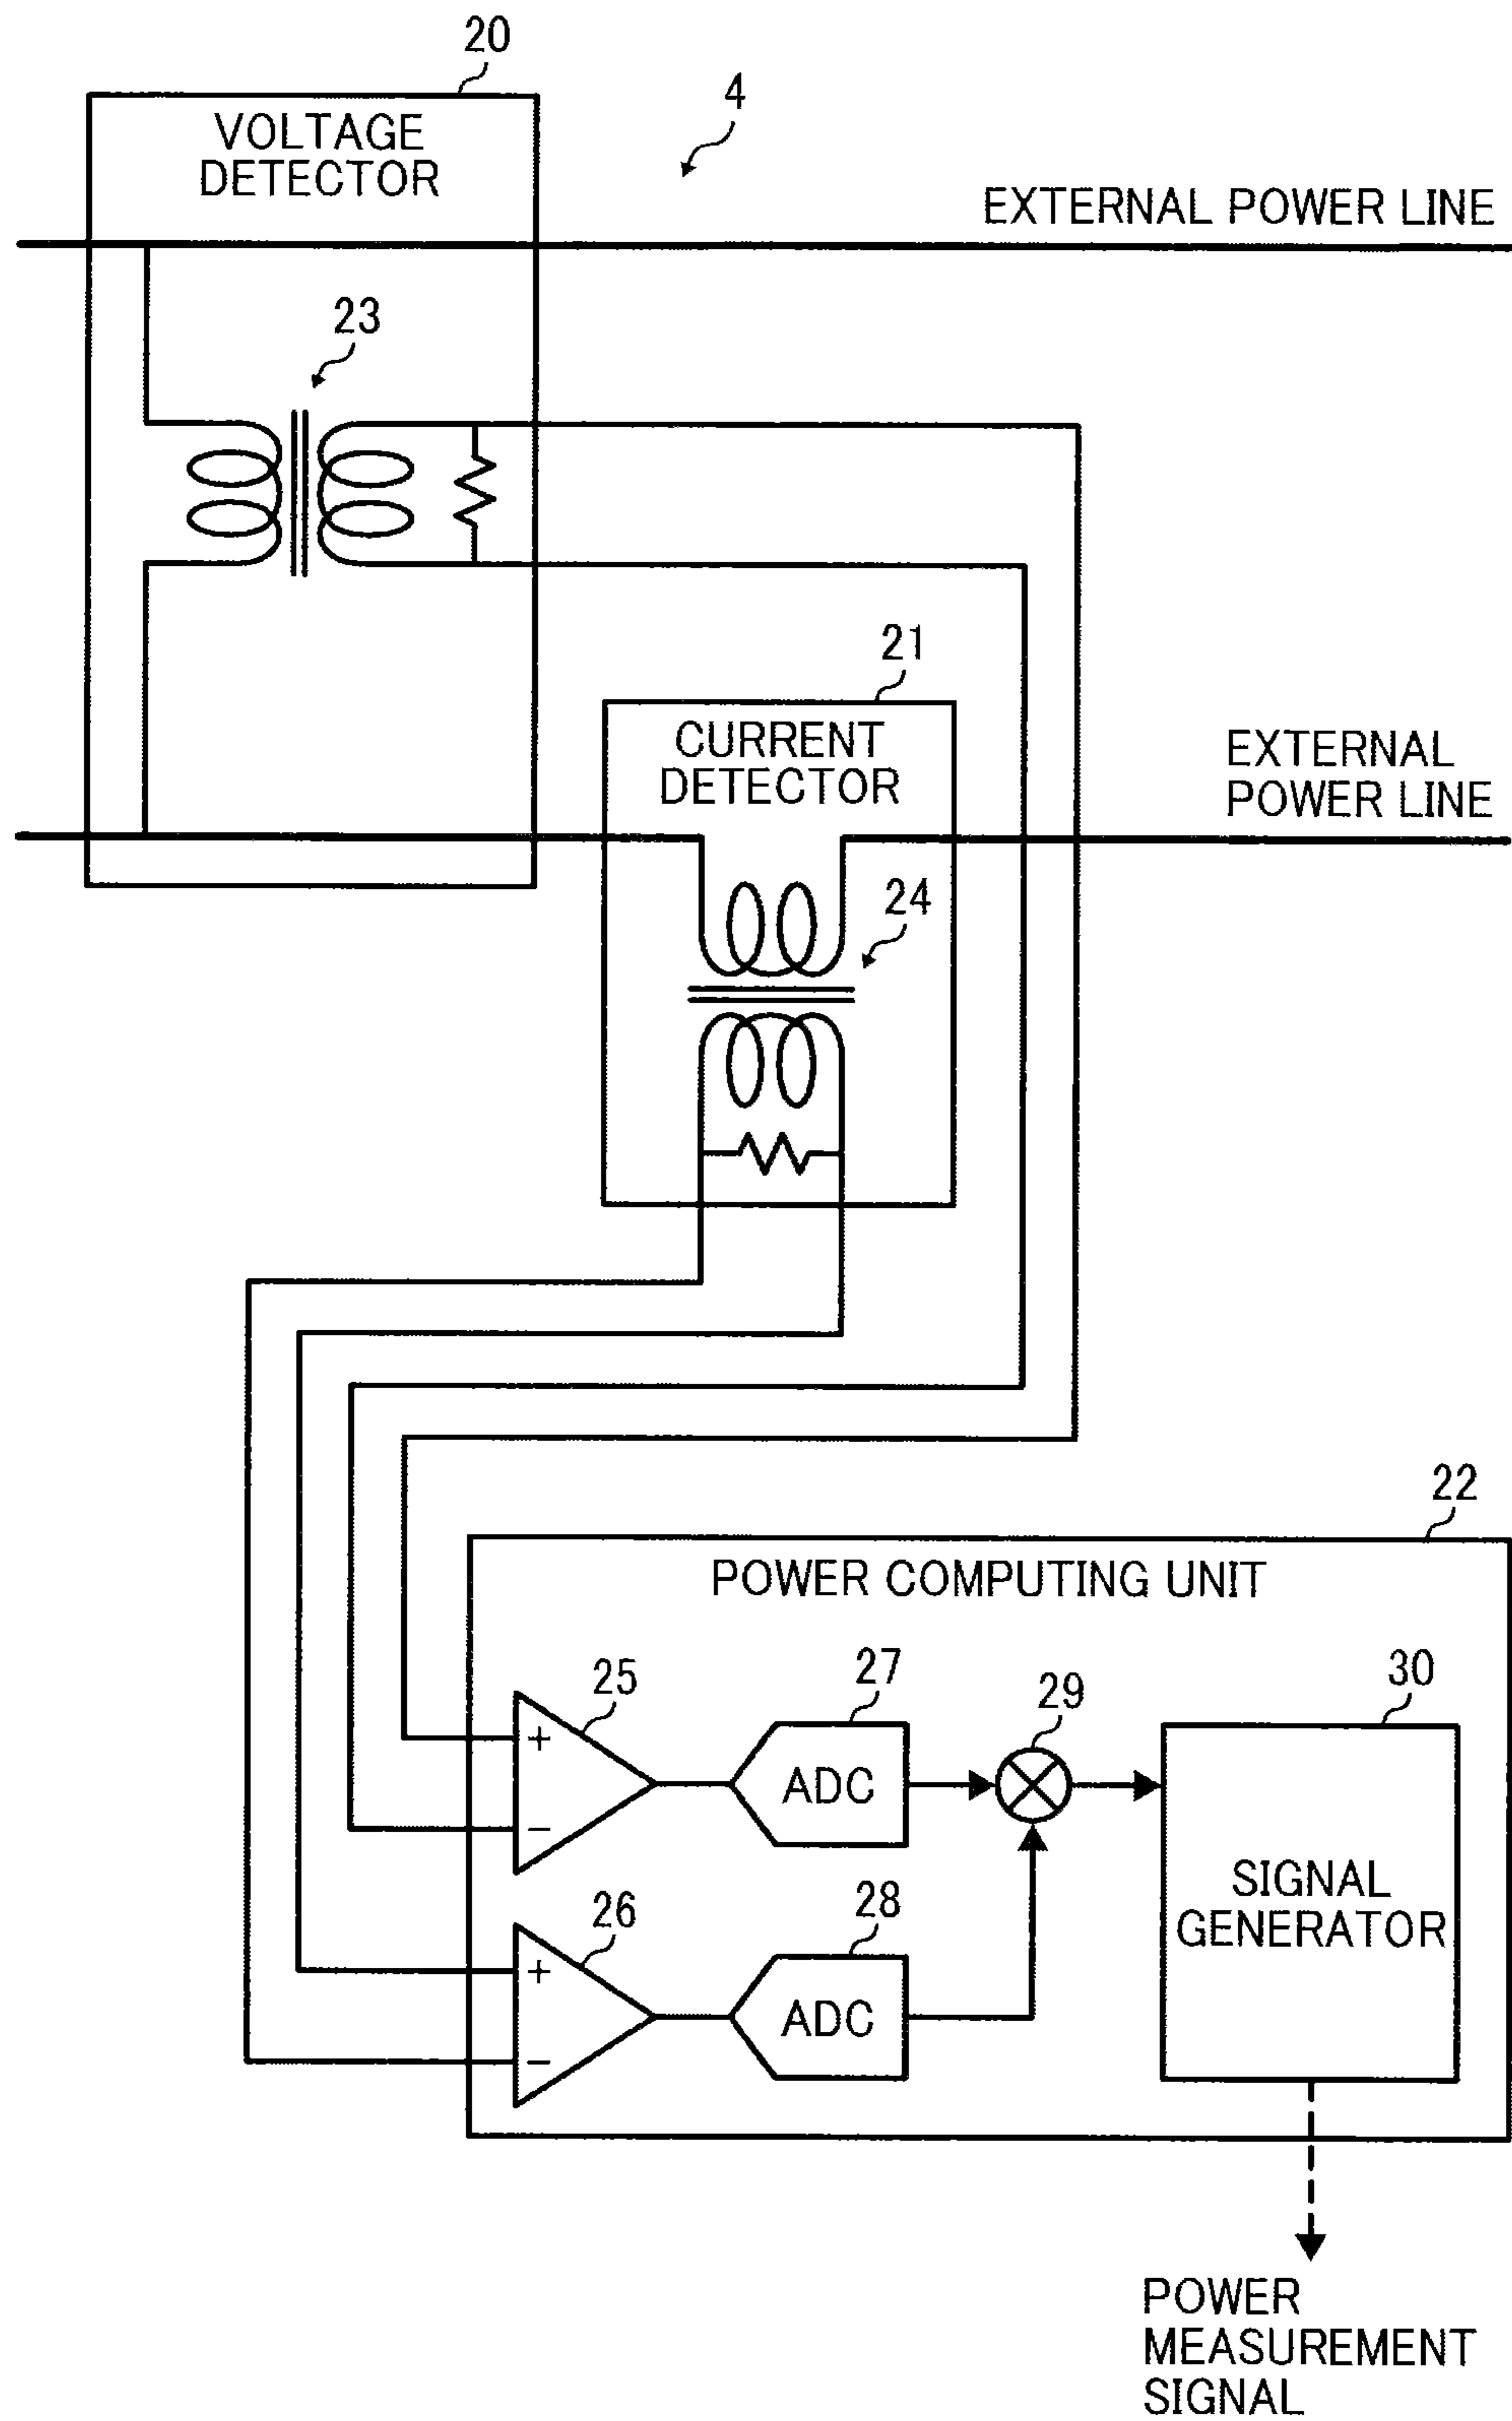 20
VOLTAGE
DETECTOR
4
EXTERNAL POWER LINE
23
21
CURRENT
DETECTOR
EXTERNAL
POWER LINE
24
22
POWER COMPUTING UNIT
25
+
−
27
ADC
29
30
SIGNAL
GENERATOR
26
+
−
28
ADC
POWER
MEASUREMENT
SIGNAL